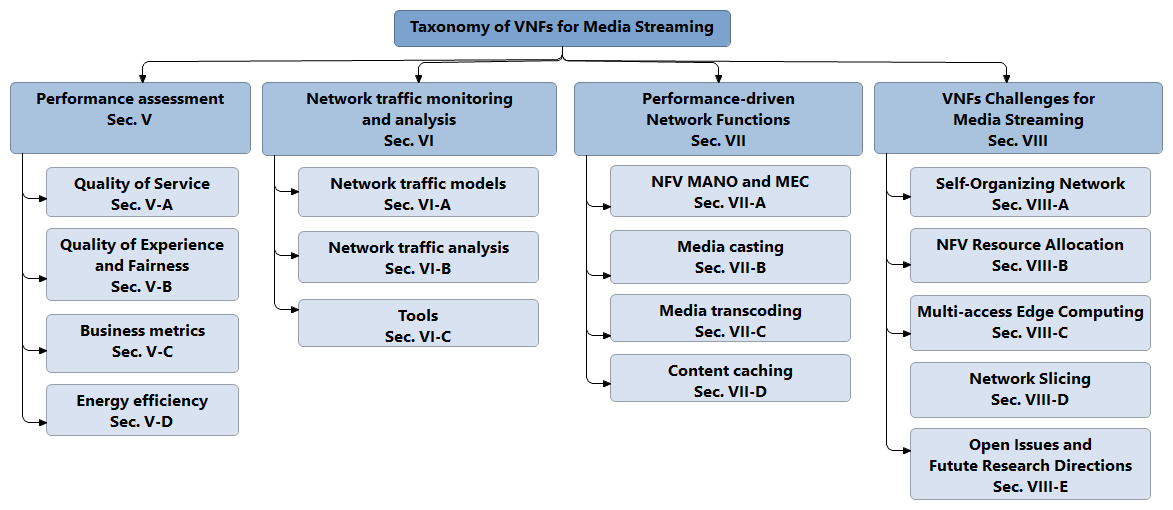 Taxonomy of VNFs for Media Streaming
Performance assessment
Sec. V
Quality of Service
Sec. V-A
Quality of Experience
and Fairness
Sec. V-B
Business metrics
Sec. V-C
Energy efficiency
Sec. V-D
Network traffic monitoring
and analysis
Sec. VI
Network traffic models
Sec. VI-A
Network traffic analysis
Sec. VI-B
Tools
Sec. VI-C
Performance-driven
Network Functions
Sec. VII
NFV MANO and MEC
Sec. VII-A
Media casting
Sec. VII-B
Media transcoding
Sec. VII-C
Content caching
Sec. VII-D
VNFs Challenges for
Media Streaming
Sec. VIII
Self-Organizing Network
Sec. VIII-A
NFV Resource Allocation
Sec. VIII-B
Multi-access Edge Computing
Sec. VIII-C
Network Slicing
Sec. VIII-D
Open Issues and
Futute Research Directions
Sec. VIII-E